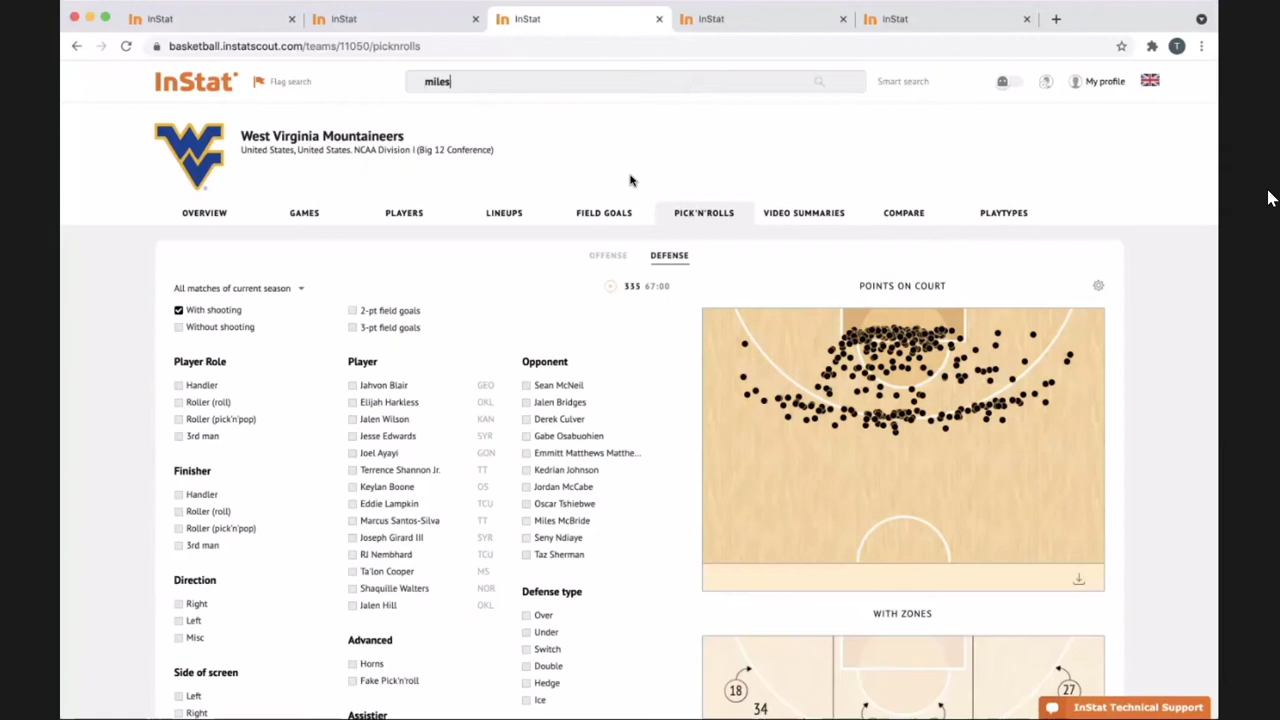 InStat InStat InStat InStat InStat
basketball.instatscout.com/teams/11050/picknrolls T
InStat Flag search miles Smart search My profile
WV
West Virginia Mountaineers
United States, United States. NCAA Division I (Big 12 Conference)
OVERVIEW GAMES PLAYERS LINEUPS FIELD GOALS PICK'N'ROLLS VIDEO SUMMARIES COMPARE PLAYTYPES
OFFENSE DEFENSE
All matches of current season 335 67:00 POINTS ON COURT
With shooting 2-pt field goals
Without shooting 3-pt field goals
Player Role Player Opponent
Handler Jahvon Blair GEO Sean McNeil
Roller (roll) Elijah Harkless OKL Jalen Bridges
Roller (pick'n'pop) Jalen Wilson KAN Derek Culver
3rd man Jesse Edwards SYR Gabe Osabuohien
Joel Ayayi GON Emmitt Matthews Matthe...
Finisher Terrence Shannon Jr. TT Kedrian Johnson
Handler Keylan Boone OS Jordan McCabe
Roller (roll) Eddie Lampkin TCU Oscar Tshiebwe
Roller (pick'n'pop) Marcus Santos-Silva TT Miles McBride
3rd man Joseph Girard III SYR Seny Ndiaye
RJ Nembhard TCU Taz Sherman
Direction Ta'lon Cooper MS
Right Shaquille Walters NOR Defense type
Left Jalen Hill OKL Over
Misc Under
Advanced Switch
Side of screen Horns Double
Left Fake Pick'n'roll Hedge
Right Ice
Assistier
WITH ZONES
18 34 27
InStat Technical Support